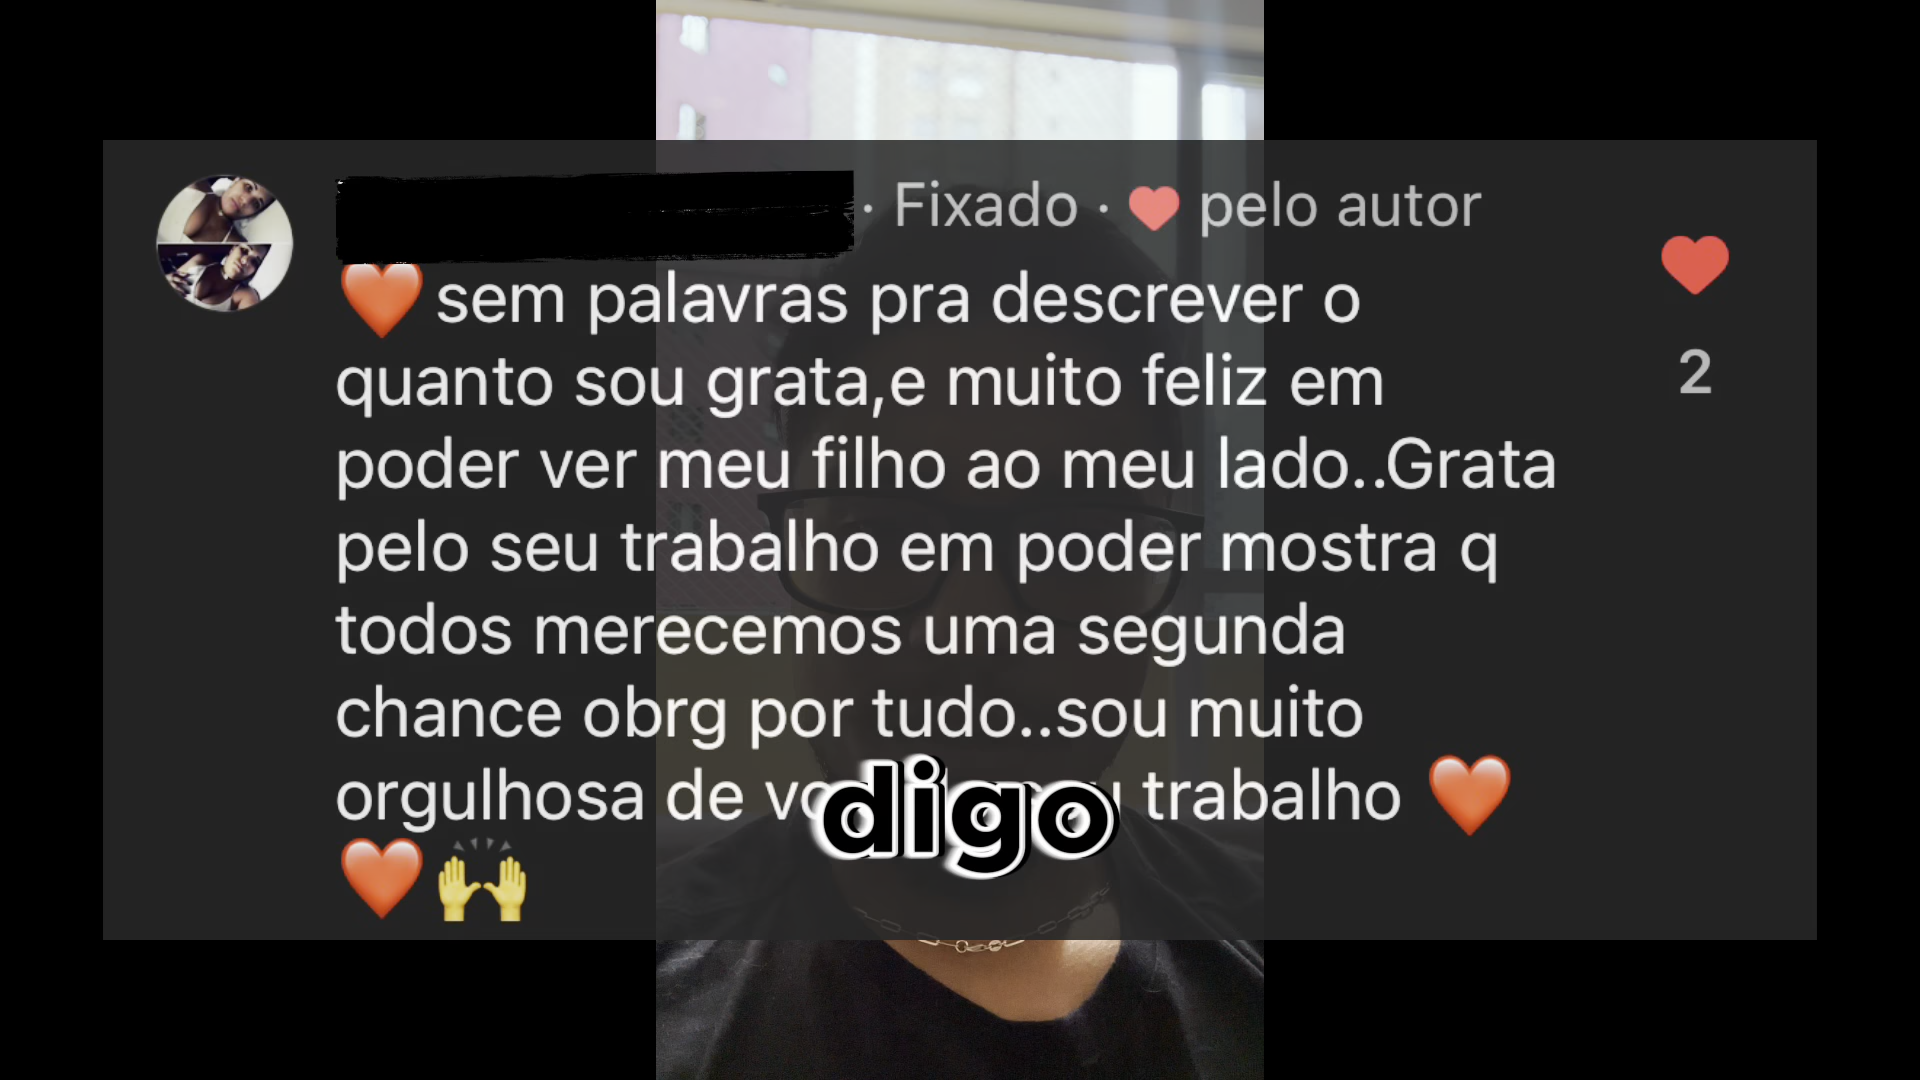 · Fixado · ❤ pelo autor
❤️ sem palavras pra descrever o
quanto sou grata,e muito feliz em
poder ver meu filho ao meu lado..Grata
pelo seu trabalho em poder mostra q
todos merecemos uma segunda
chance obrg por tudo..sou muito
orgulhosa de trabalho ❤️
❤️🙌
2
digo